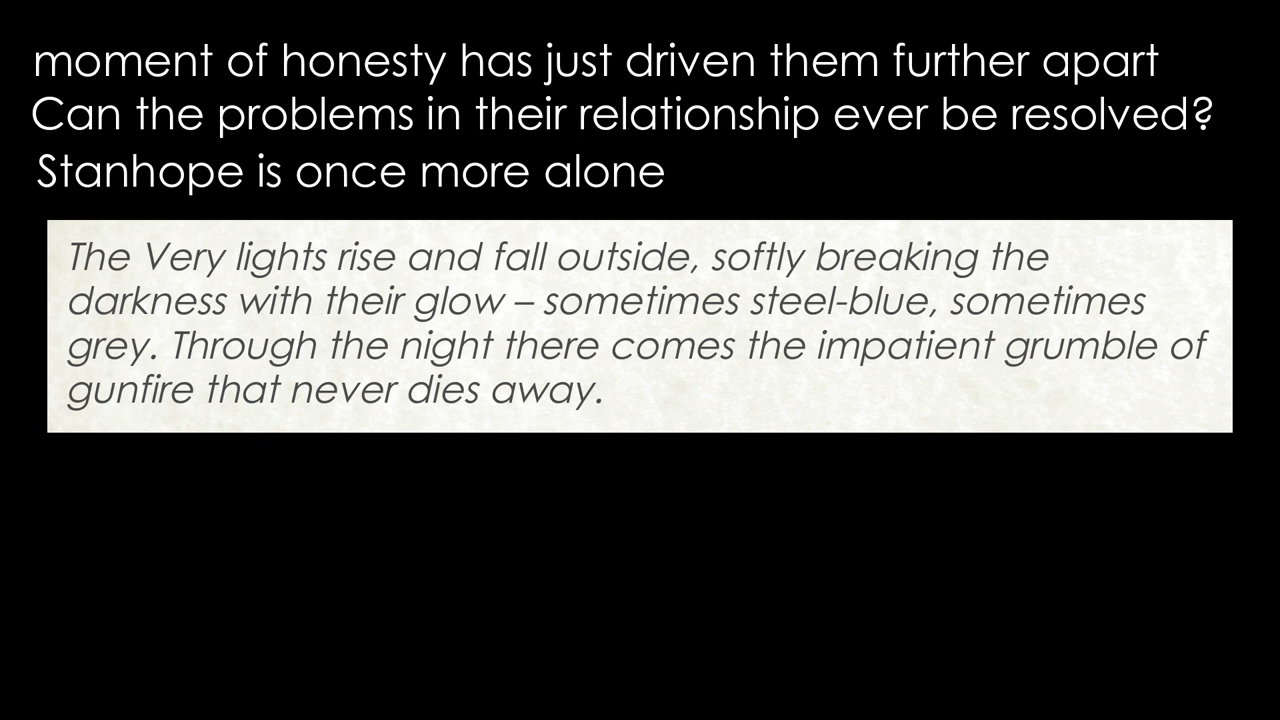 moment of honesty has just driven them further apart
Can the problems in their relationship ever be resolved?
Stanhope is once more alone
The Very lights rise and fall outside, softly breaking the
darkness with their glow – sometimes steel-blue, sometimes
grey. Through the night there comes the impatient grumble of
gunfire that never dies away.